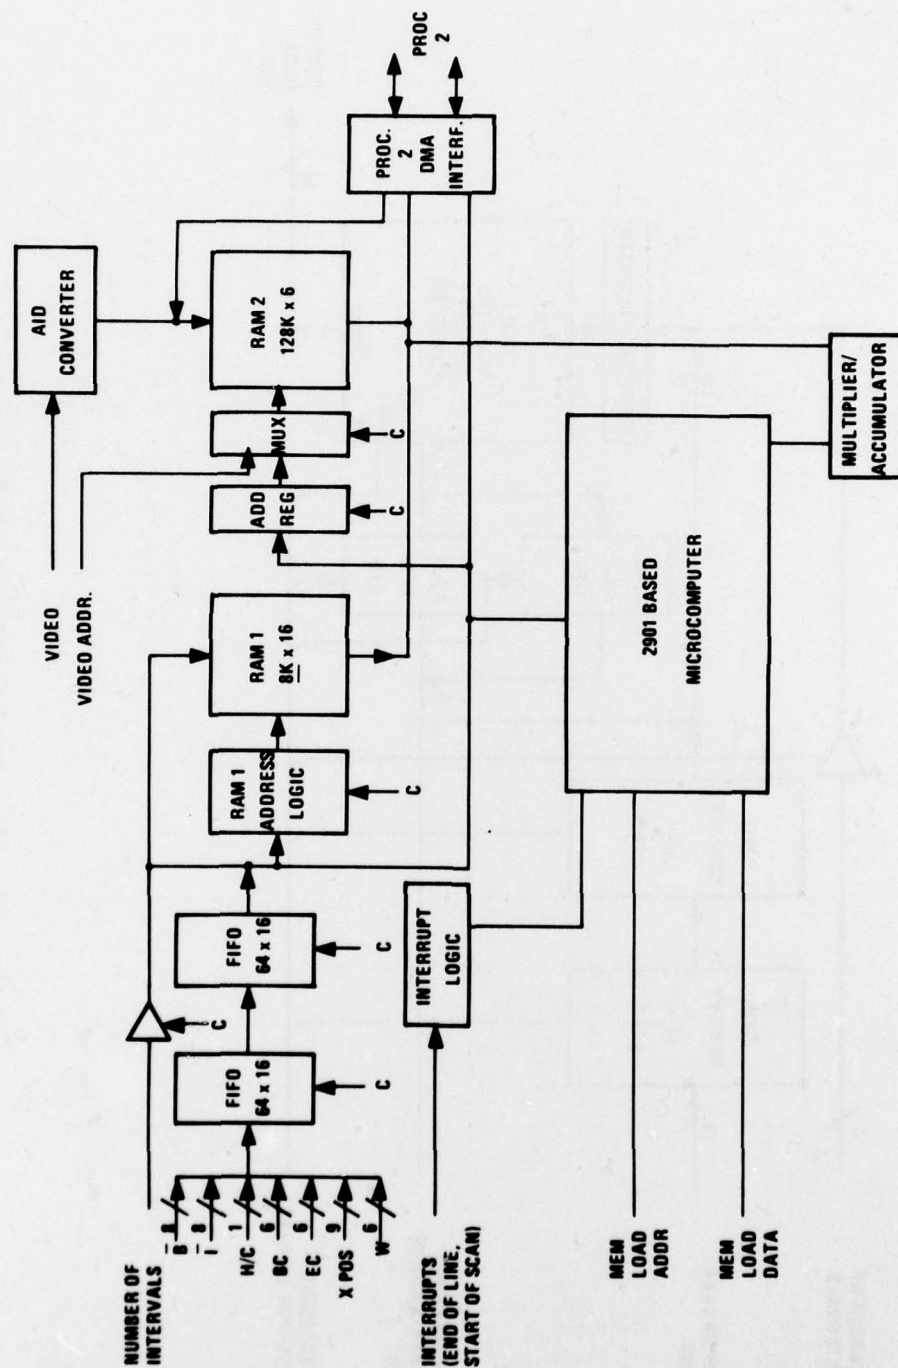 NUMBER OF
INTERVALS
8
B
8
I
1
H/C
6
BC
6
EC
9
X POS
6
W
C
FIFO
64 x 16
C
FIFO
64 x 16
C
RAM 1
ADDRESS
LOGIC
C
RAM 1
8K x 16
VIDEO
VIDEO ADDR.
AID
CONVERTER
ADD
REG
C
MUX
C
RAM 2
128K x 6
PROC.
2
DMA
INTERF.
PROC
2
INTERRUPTS
(END OF LINE,
START OF SCAN)
INTERRUPT
LOGIC
MEM
LOAD
ADDR
MEM
LOAD
DATA
2901 BASED
MICROCOMPUTER
MULTIPLIER/
ACCUMULATOR